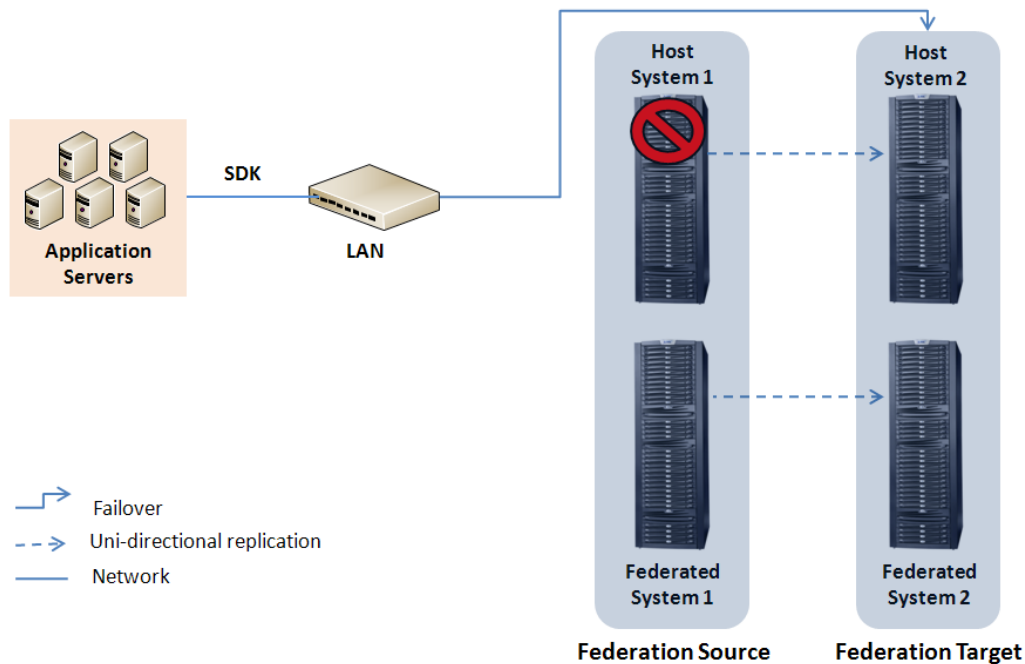 Host
System 1
Host
System 2
SDK
Application
Servers
LAN
Failover
Uni-directional replication
Network
Federated
System 1
Federated
System 2
Federation Source
Federation Target